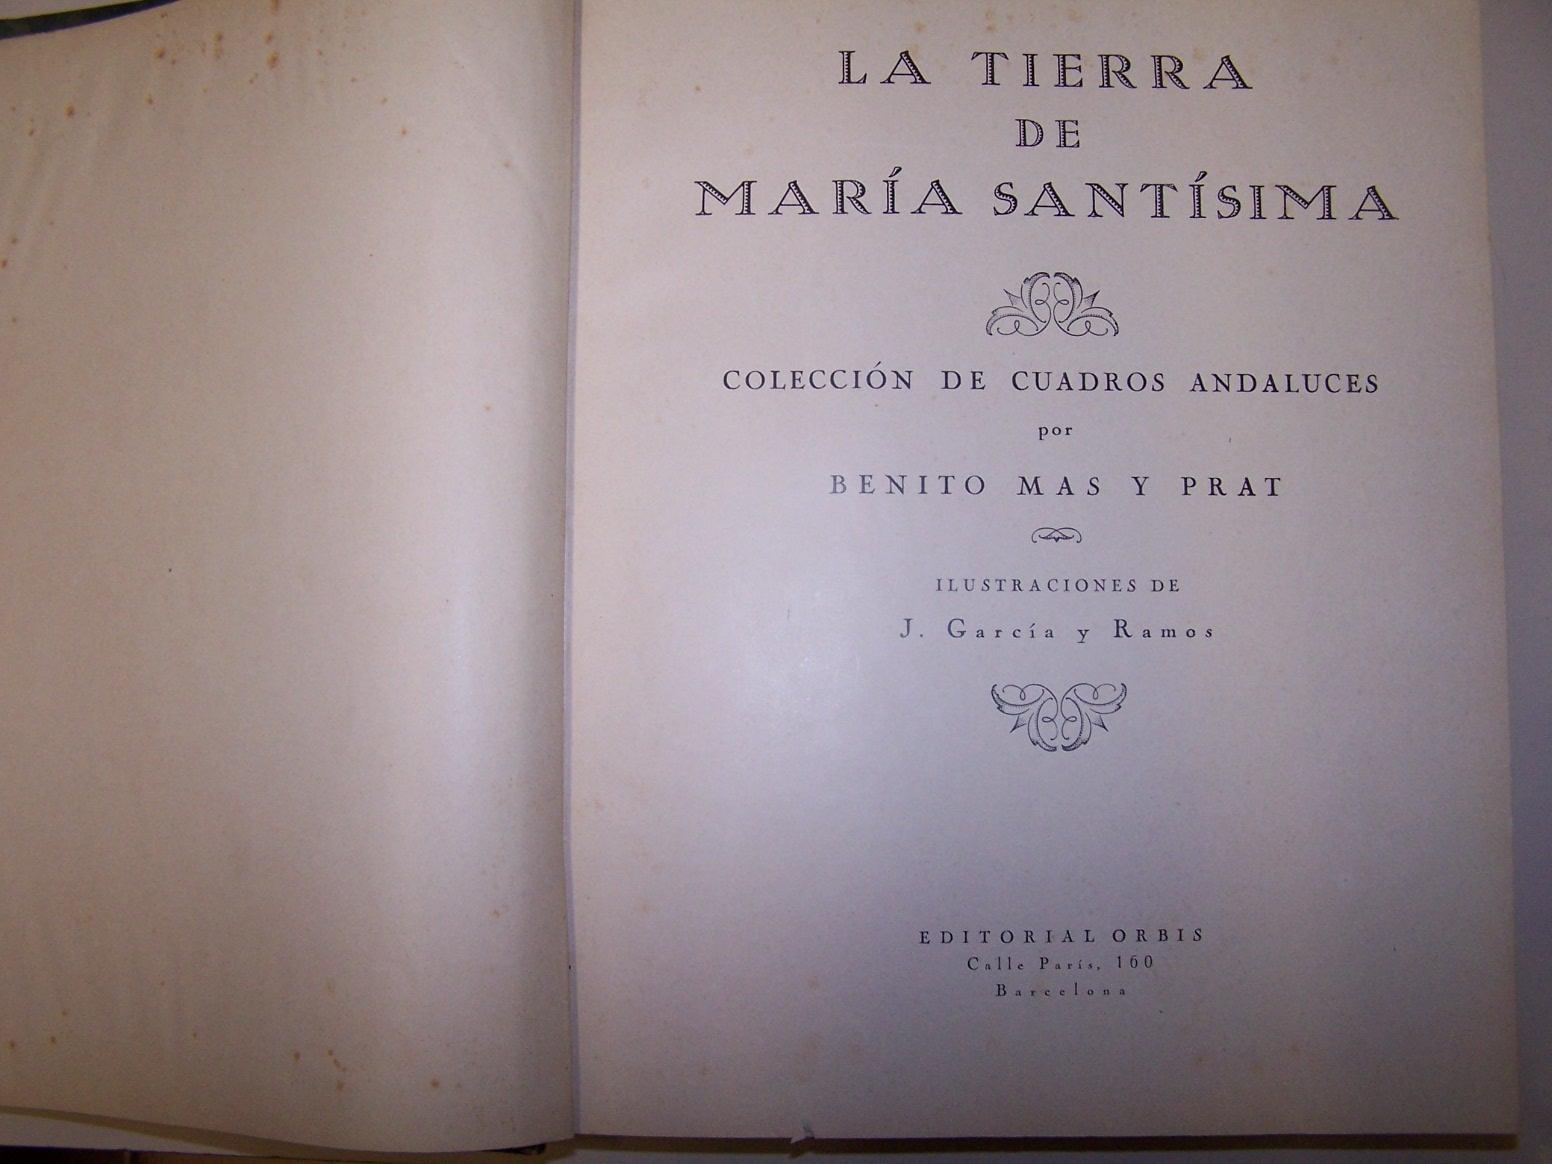 LA TIERRA
DE
MARÍA SANTÍSIMA
COLECCIÓN DE CUADROS ANDALUCES
por
BENITO MAS Y PRAT
ILUSTRACIONES DE
J. García y Ramos
EDITORIAL ORBIS
Calle París, 160
Barcelona